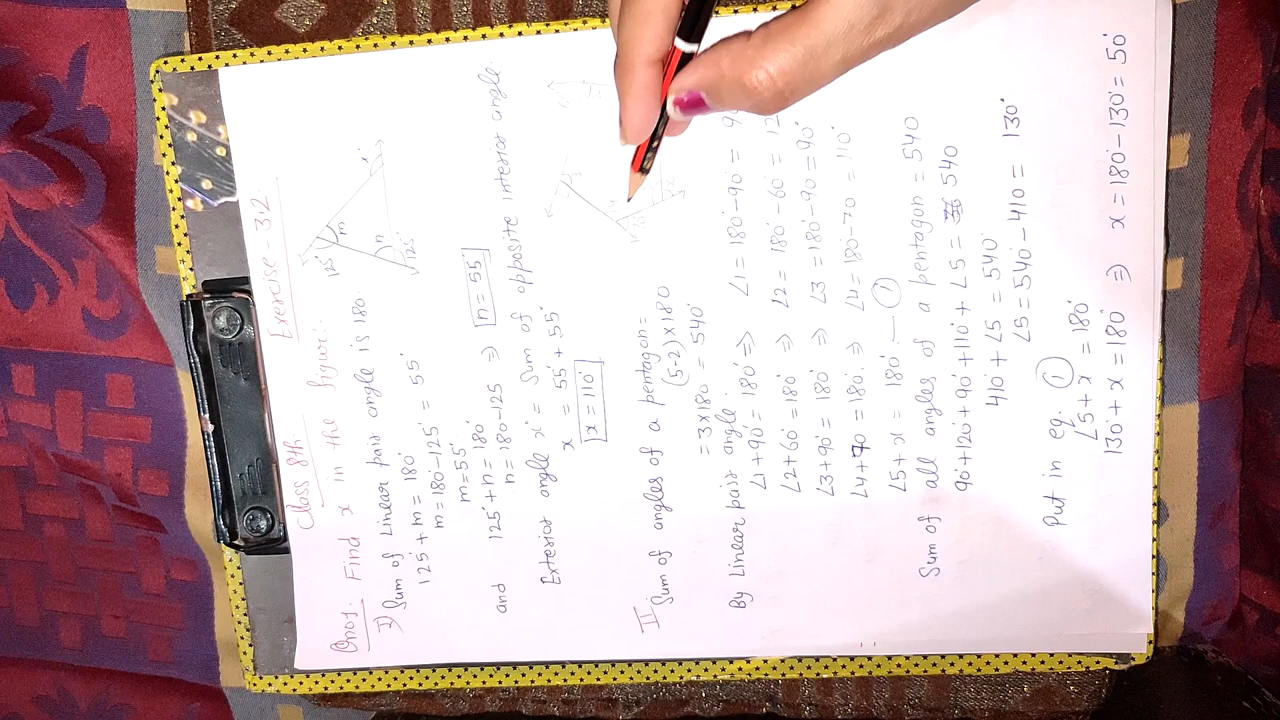 Class 8th Exercise - 3.2
Qno1. Find x in the figure:
I) Sum of Linear pair angle is 180.
125 + m = 180°
m = 180° - 125° = 55°
m = 55°
and 125° + n = 180°
n = 180 - 125 ⇒ n = 55°
Exterior angle x° = Sum of opposite interior angle.
x = 55° + 55°
x = 110°
125°
m
n
125°
x°
II. Sum of angles of a pentagon =
(5-2) × 180
= 3 × 180 = 540°
By Linear pair angle.
∠1 + 90° = 180° ⇒ ∠1 = 180° - 90° =
∠2 + 60° = 180° ⇒ ∠2 = 180° - 60° =
∠3 + 90° = 180° ⇒ ∠3 = 180° - 90 = 90°
∠4 + 70 = 180°. ⇒ ∠4 = 180° - 70 = 110°
∠5 + x = 180°. — ①
Sum of all angles of a pentagon = 540
90 + 120° + 90° + 110° + ∠5 = 540
410° + ∠5 = 540°
∠5 = 540° - 410 = 130°
Put in eq. ①
∠5 + x = 180°
130° + x = 180° ⇒ x = 180° - 130° = 50°